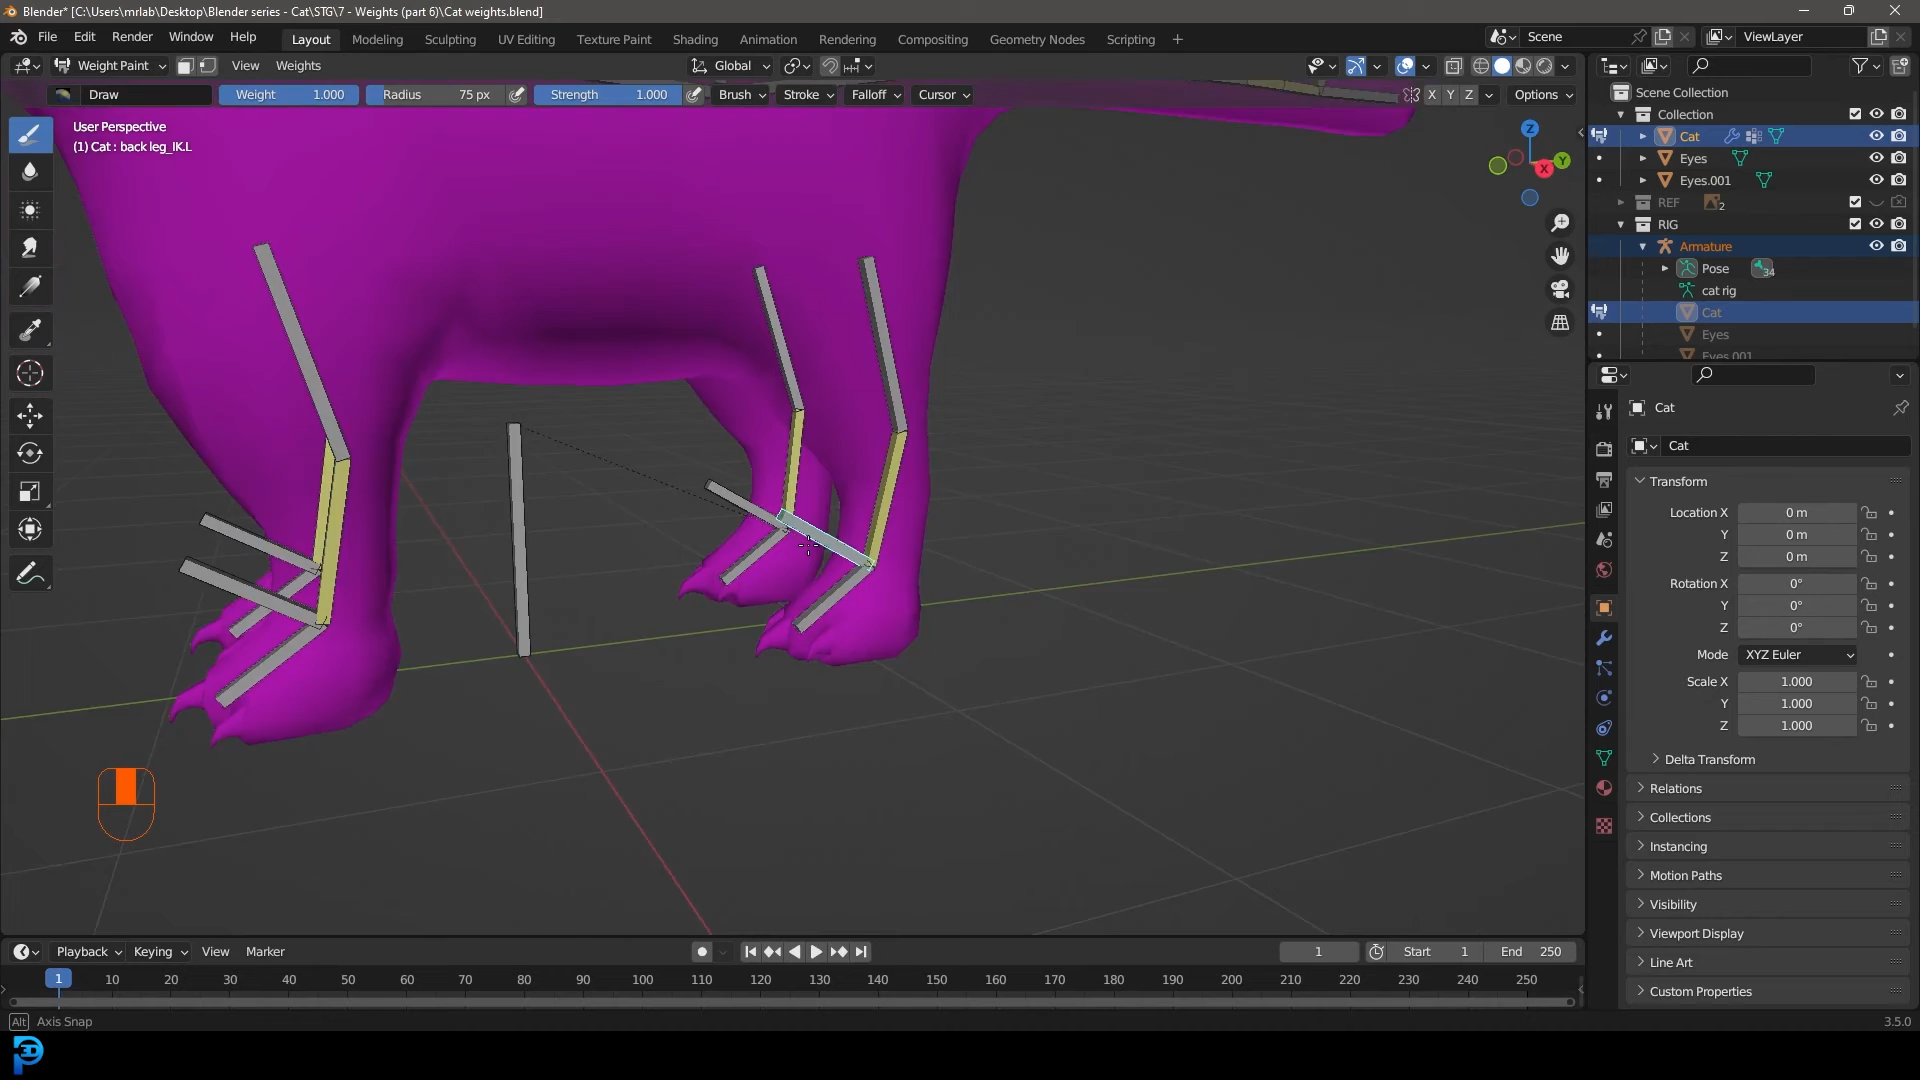 Blender* [C:\Users\mrlab\Desktop\Blender series - Cat\STG\7 - Weights (part 6)\Cat weights.blend]
File Edit Render Window Help Layout Modeling Sculpting UV Editing Texture Paint Shading Animation Rendering Compositing Geometry Nodes Scripting + Scene ViewLayer
Weight Paint View Weights Global
Draw Weight 1.000 Radius 75 px Strength 1.000 Brush Stroke Falloff Cursor X Y Z Options
User Perspective
(1) Cat : back leg_IK.L
Z
Y
X
Scene Collection
Collection
Cat
Eyes
Eyes.001
REF 2
RIG
Armature
Pose 34
cat rig
Cat
Eyes
Eyes.001
Cat
Cat
Transform
Location X 0 m
Y 0 m
Z 0 m
Rotation X 0°
Y 0°
Z 0°
Mode XYZ Euler
Scale X 1.000
Y 1.000
Z 1.000
Delta Transform
Relations
Collections
Instancing
Motion Paths
Visibility
Viewport Display
Line Art
Custom Properties
Playback Keying View Marker 1 Start 1 End 250
1 10 20 30 40 50 60 70 80 90 100 110 120 130 140 150 160 170 180 190 200 210 220 230 240 250
Alt Axis Snap 3.5.0
3D